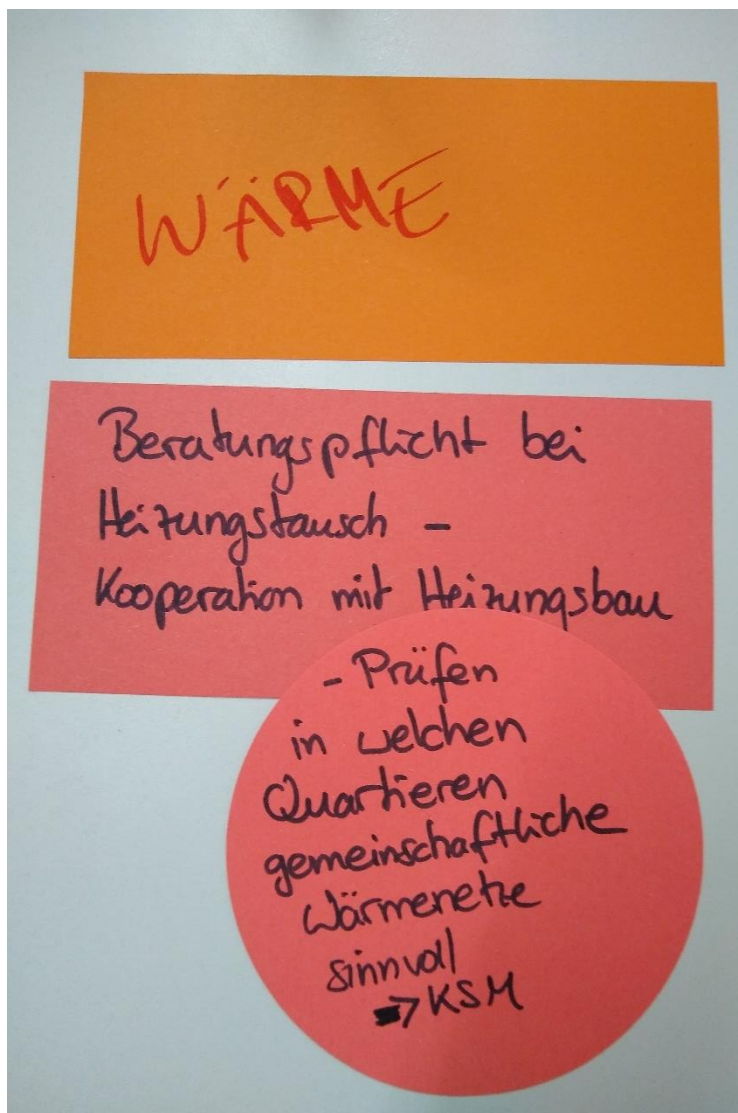 WÄRME
Beratungspflicht bei
Heizungstausch -
Kooperation mit Heizungsbau
- Prüfen
in welchen
Quartieren
gemeinschaftliche
Wärmenetze
sinnvoll
→ KSM